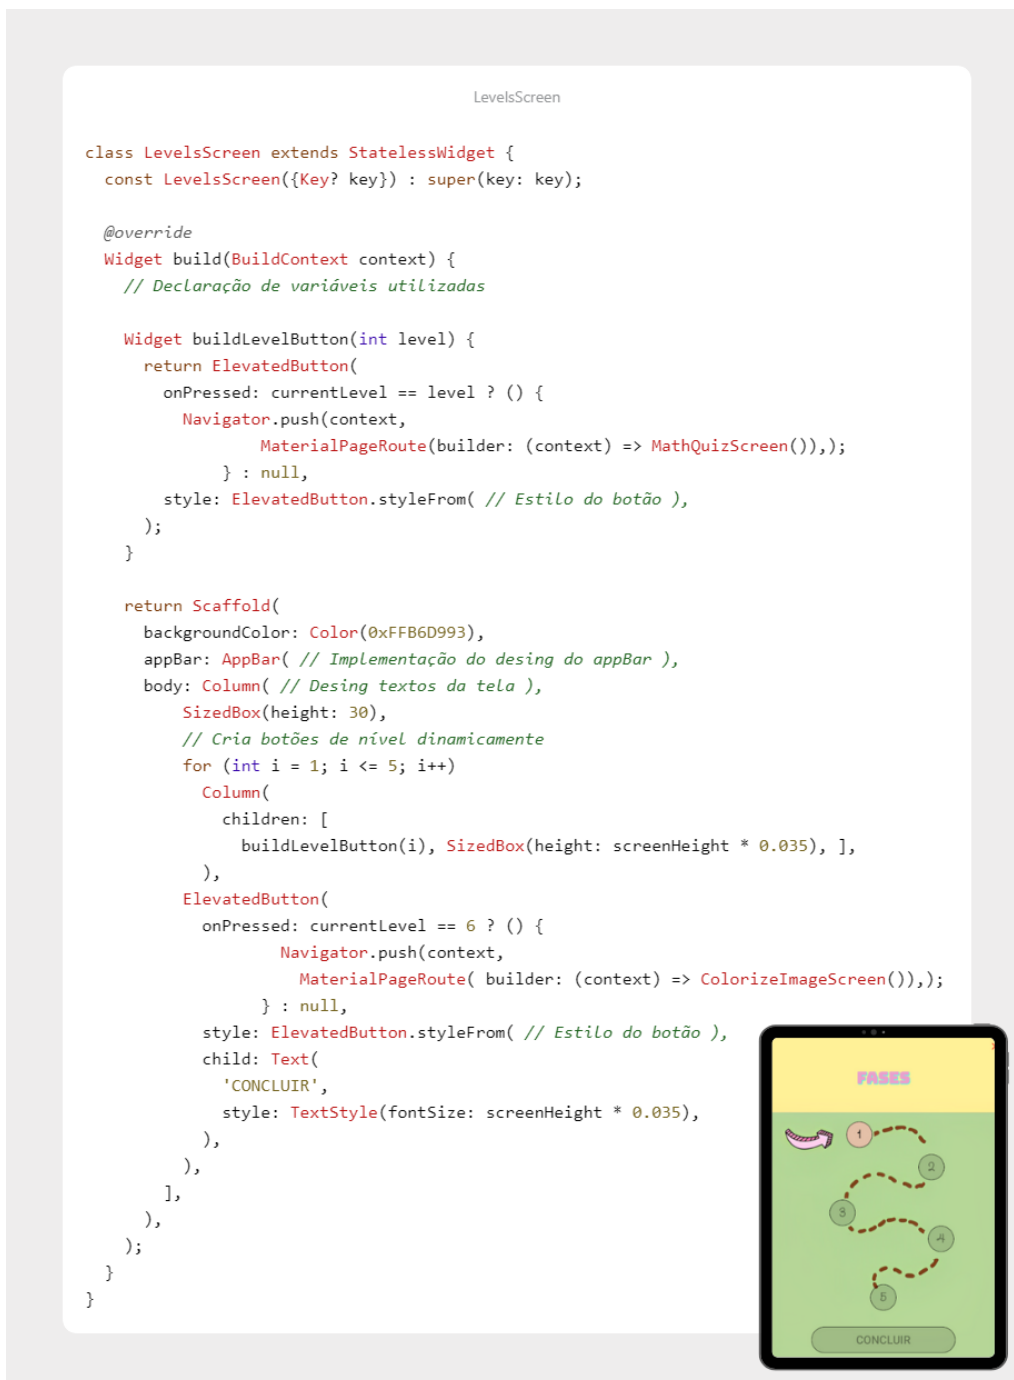 LevelsScreen
class LevelsScreen extends StatelessWidget {
  const LevelsScreen({Key? key}) : super(key: key);
  @override
  Widget build(BuildContext context) {
    // Declaração de variáveis utilizadas
    Widget buildLevelButton(int level) {
      return ElevatedButton(
        onPressed: currentLevel == level ? () {
          Navigator.push(context,
                  MaterialPageRoute(builder: (context) => MathQuizScreen()),);
              } : null,
        style: ElevatedButton.styleFrom( // Estilo do botão ),
      );
    }
    return Scaffold(
      backgroundColor: Color(0xFFB6D993),
      appBar: AppBar( // Implementação do desing do appBar ),
      body: Column( // Desing textos da tela ),
          SizedBox(height: 30),
          // Cria botões de nível dinamicamente
          for (int i = 1; i <= 5; i++)
            Column(
              children: [
                buildLevelButton(i), SizedBox(height: screenHeight * 0.035), ],
            ),
          ElevatedButton(
            onPressed: currentLevel == 6 ? () {
                    Navigator.push(context,
                      MaterialPageRoute( builder: (context) => ColorizeImageScreen()),);
                  } : null,
            style: ElevatedButton.styleFrom( // Estilo do botão ),
            child: Text(
              'CONCLUIR',
              style: TextStyle(fontSize: screenHeight * 0.035),
            ),
          ),
        ],
      ),
    );
  }
}
FASES
1
2
3
4
5
CONCLUIR